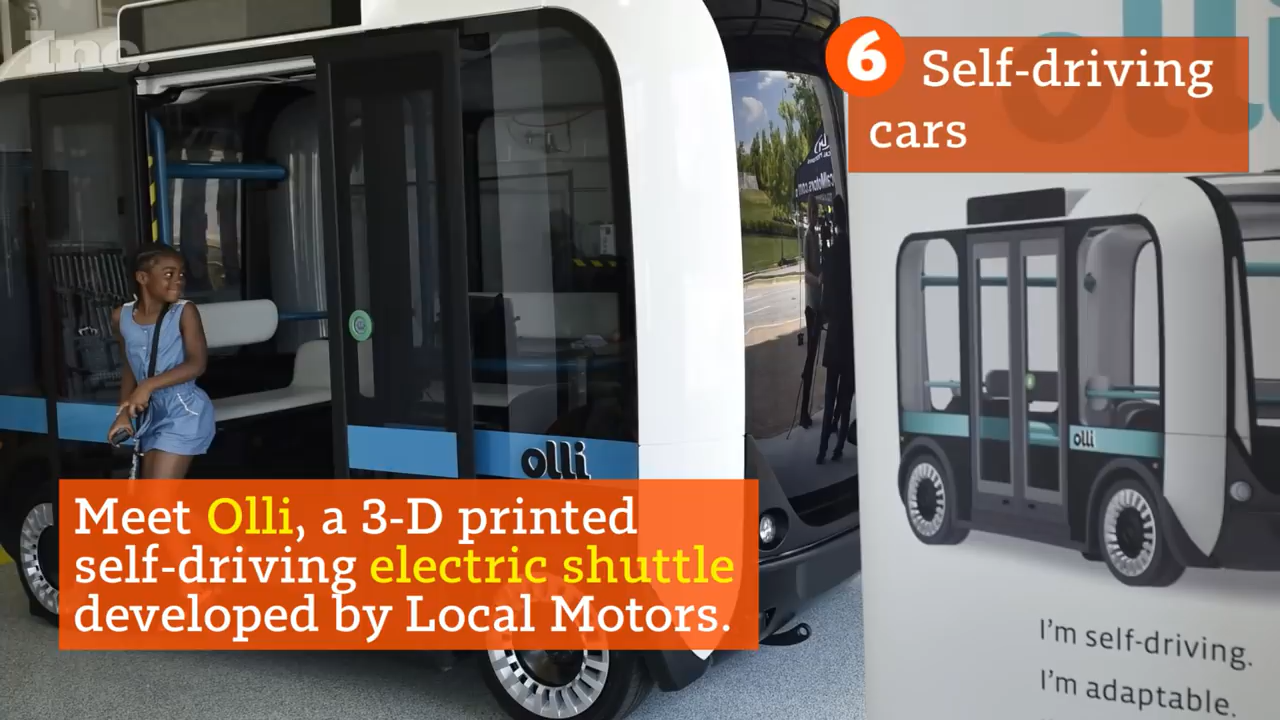 Inc.
6 Self-driving
cars
olli
olli
olli
Meet Olli, a 3-D printed
self-driving electric shuttle
developed by Local Motors.
I'm self-driving.
I'm adaptable.